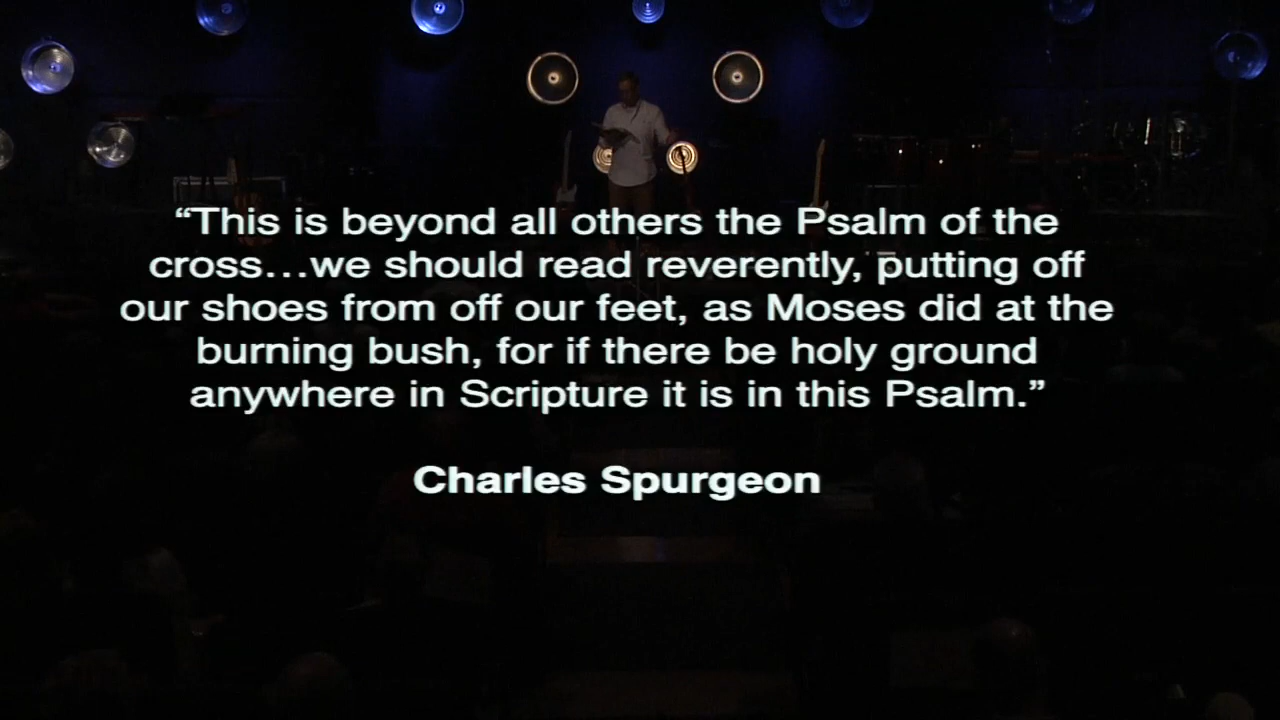 “This is beyond all others the Psalm of the
cross…we should read reverently, putting off
our shoes from off our feet, as Moses did at the
burning bush, for if there be holy ground
anywhere in Scripture it is in this Psalm.”
Charles Spurgeon